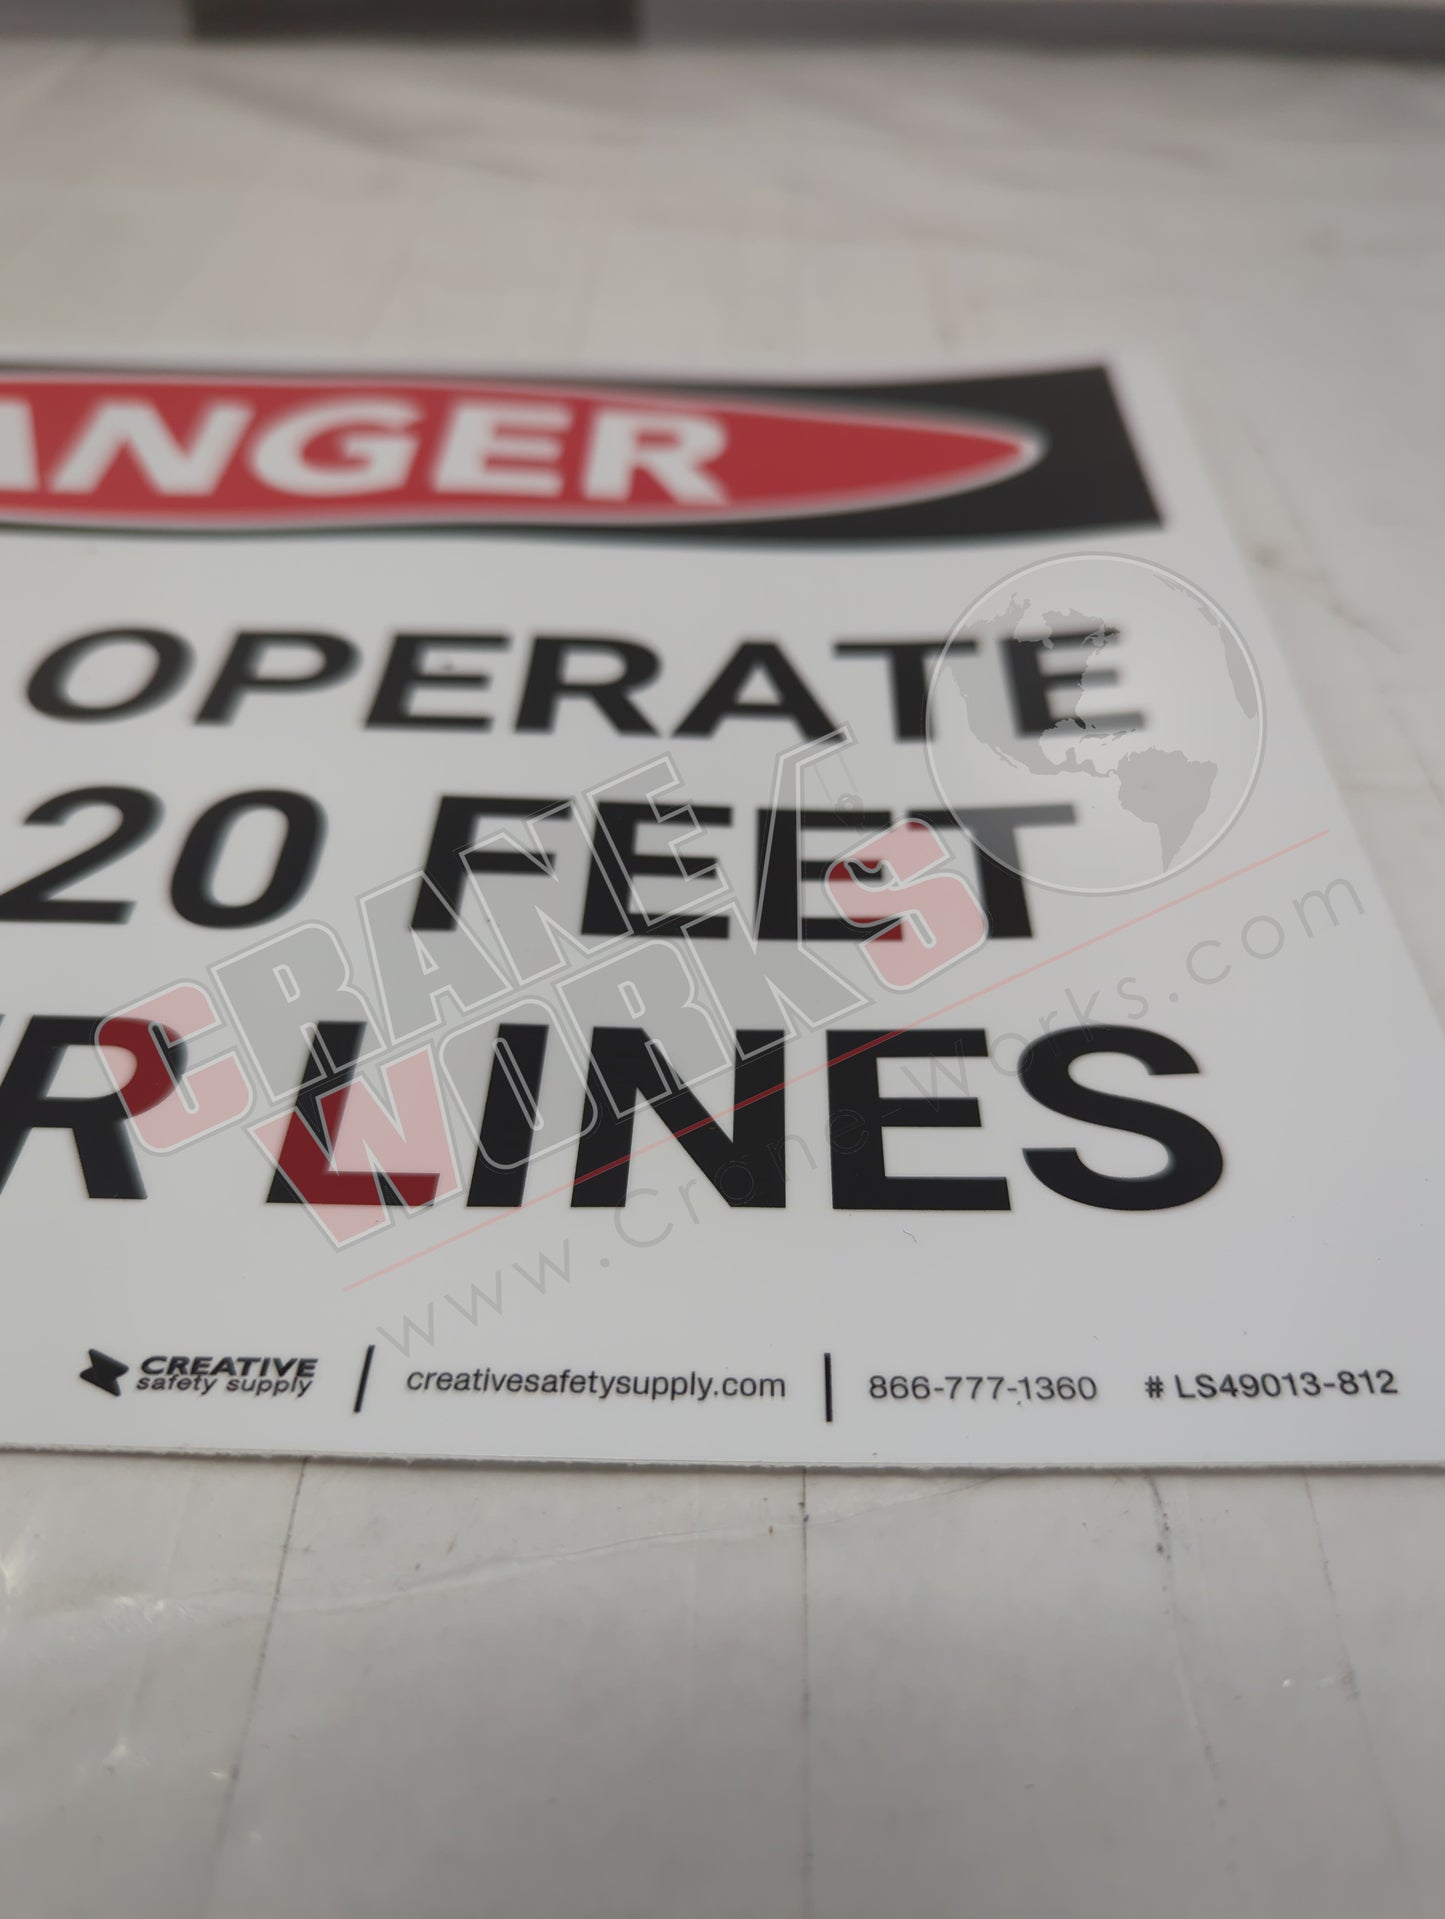 ANGER
OPERATE
20 FEET
R LINES
CREATIVE
safety supply
creativesafetysupply.com
866-777-1360
# LS49013-812
CRANE
WORKS
www.Crane-Works.com